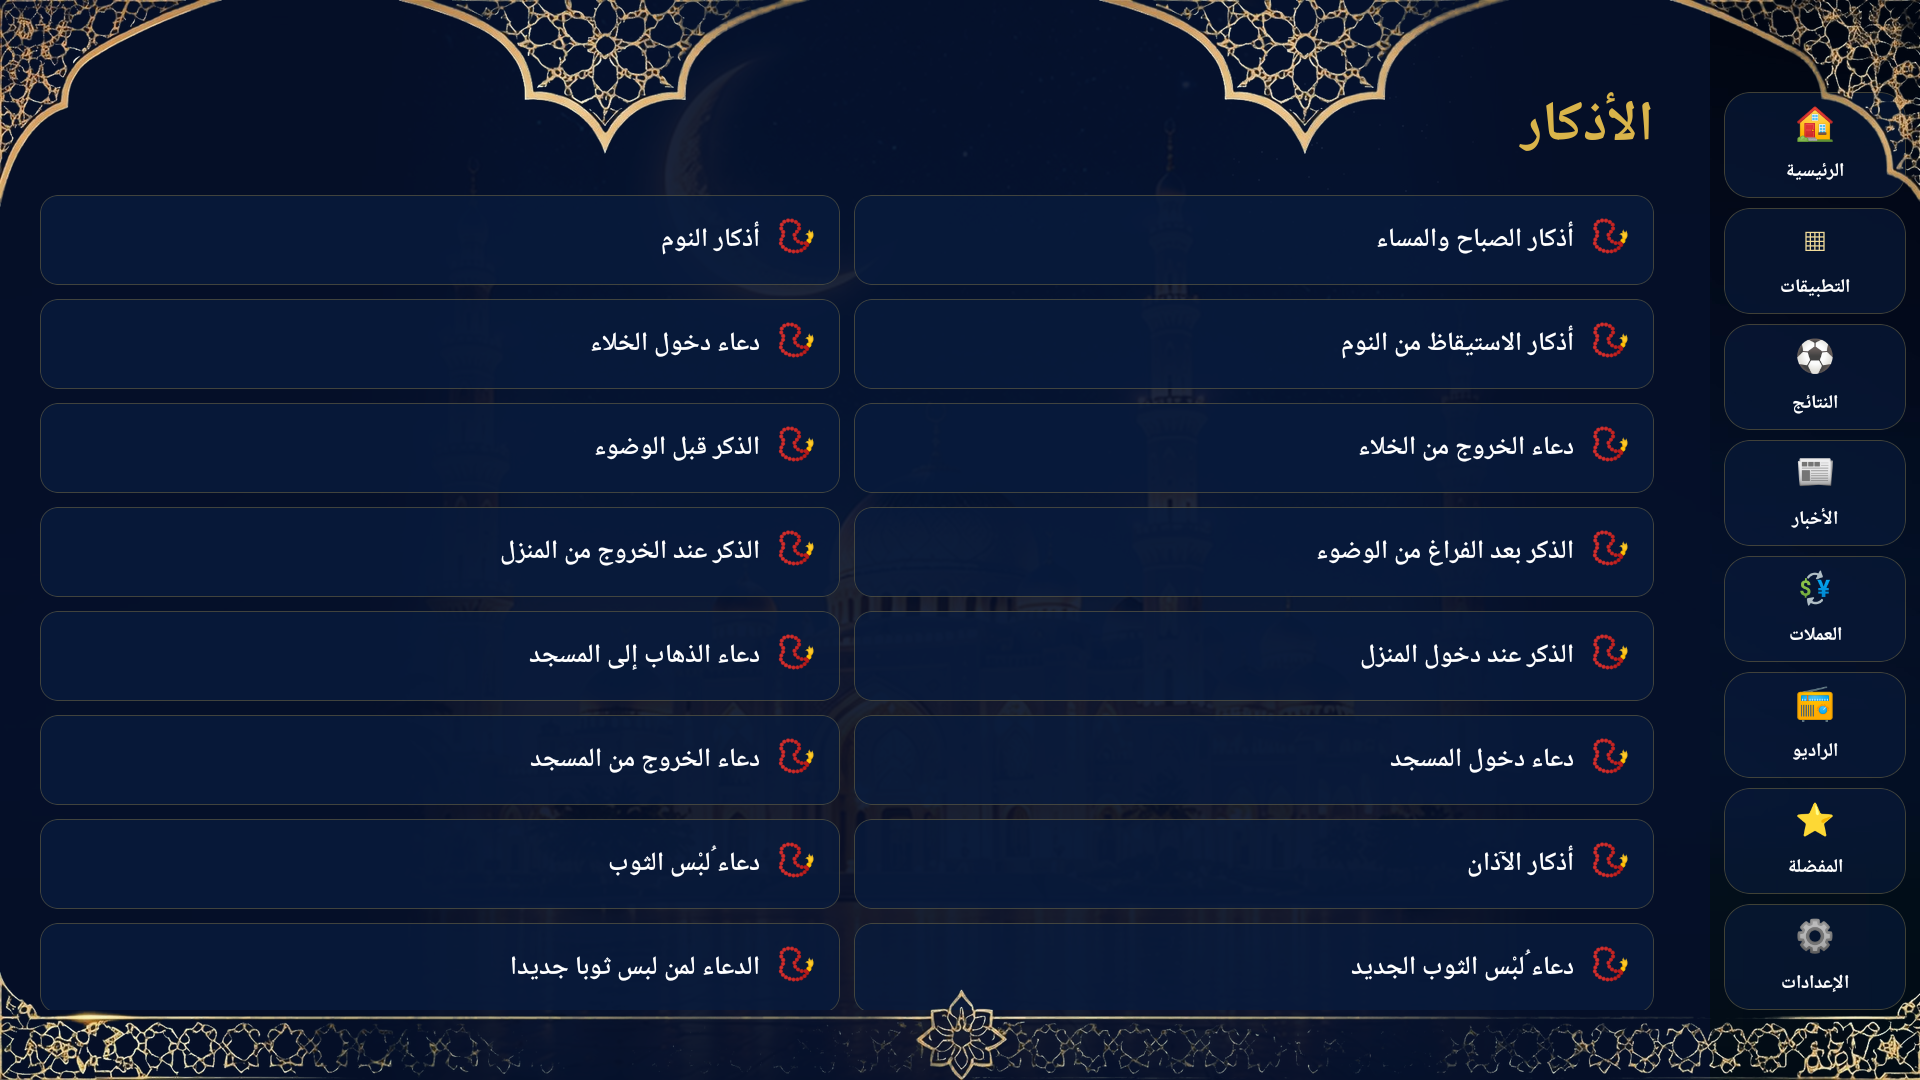 الأذكار
أذكار الصباح والمساء
أذكار النوم
أذكار الاستيقاظ من النوم
دعاء دخول الخلاء
دعاء الخروج من الخلاء
الذكر قبل الوضوء
الذكر بعد الفراغ من الوضوء
الذكر عند الخروج من المنزل
الذكر عند دخول المنزل
دعاء الذهاب إلى المسجد
دعاء دخول المسجد
دعاء الخروج من المسجد
أذكار الآذان
دعاء ُلبْس الثوب
دعاء ُلبْس الثوب الجديد
الدعاء لمن لبس ثوبا جديدا
الرئيسية
التطبيقات
النتائج
الأخبار
العملات
الراديو
المفضلة
الإعدادات